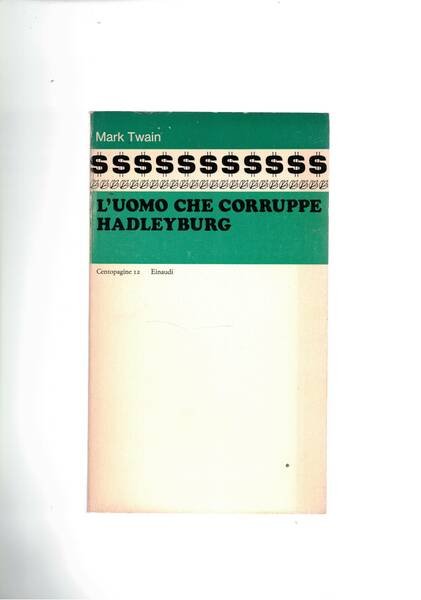 Mark Twain
$$$$$$$$$$$
L'UOMO CHE CORRUPPE
HADLEYBURG
Centopagine 12 Einaudi